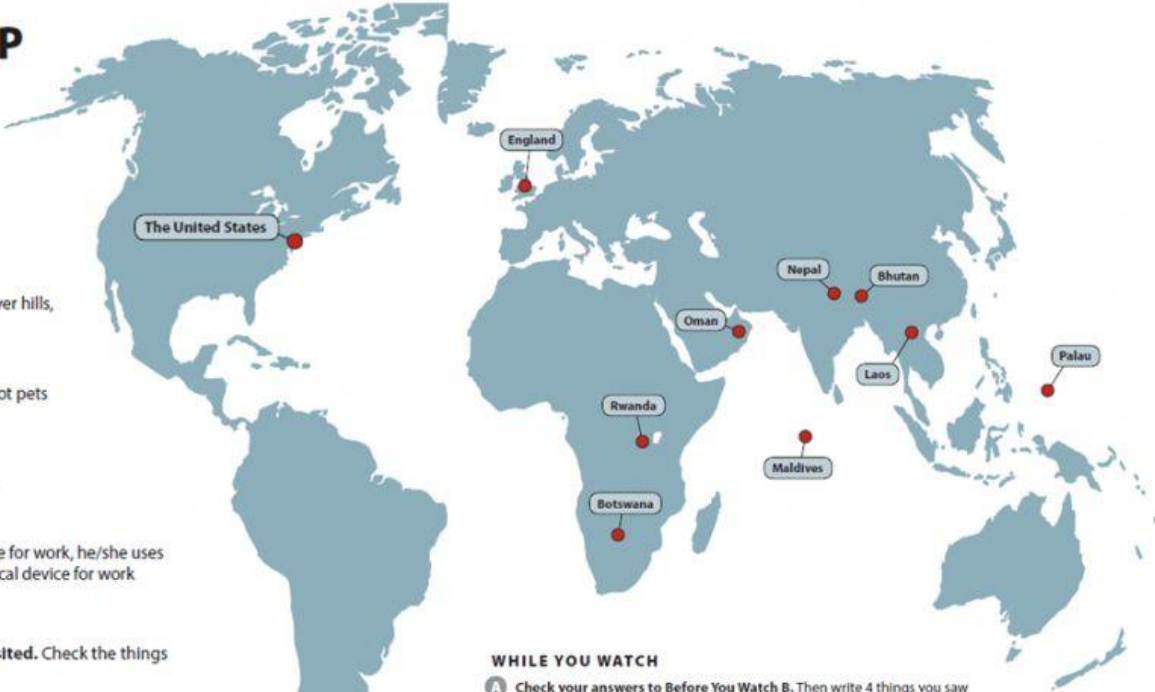 P
ver hills,
ot pets
e for work, he/she uses
cal device for work
sited. Check the things
England
The United States
Nepal
Bhutan
Oman
Laos
Palau
Rwanda
Maldives
Botswana
WHILE YOU WATCH
A Check your answers to Before You Watch B. Then write 4 things you saw